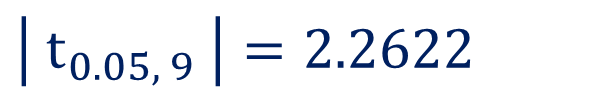 | t₀.₀₅, ₉ | = 2.2622